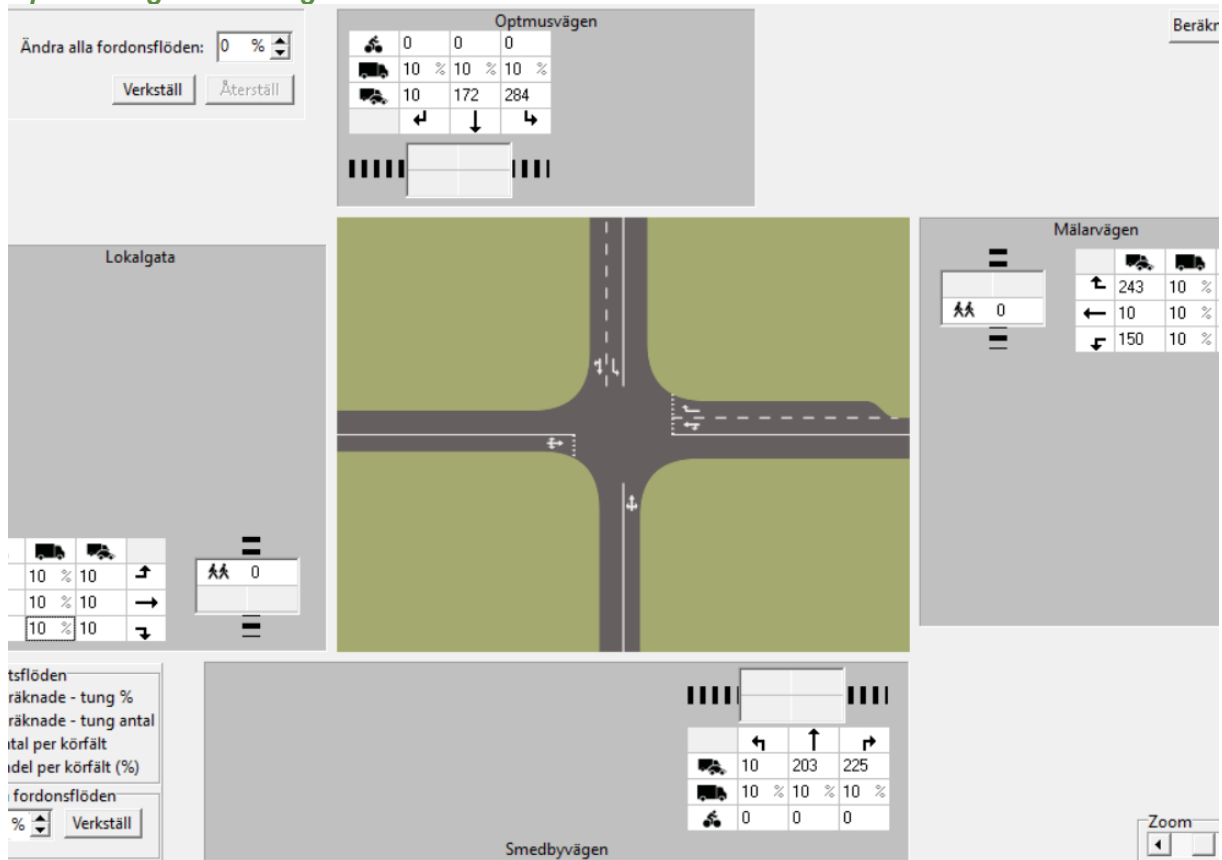 Optmusvägen
Ändra alla fordonsflöden: 0 %
Verkställ Återställ
0 0 0
10 % 10 % 10 %
10 172 284
Beräkn
Lokalgata
10 % 10
10 % 10
10 % 10
0
Mälarvägen
243 10 %
0 10 10 %
150 10 %
tsflöden
räknade - tung %
räknade - tung antal
ntal per körfält
ndel per körfält (%)
fordonsflöden
% Verkställ
10 203 225
10 % 10 % 10 %
0 0 0
Smedbyvägen
Zoom